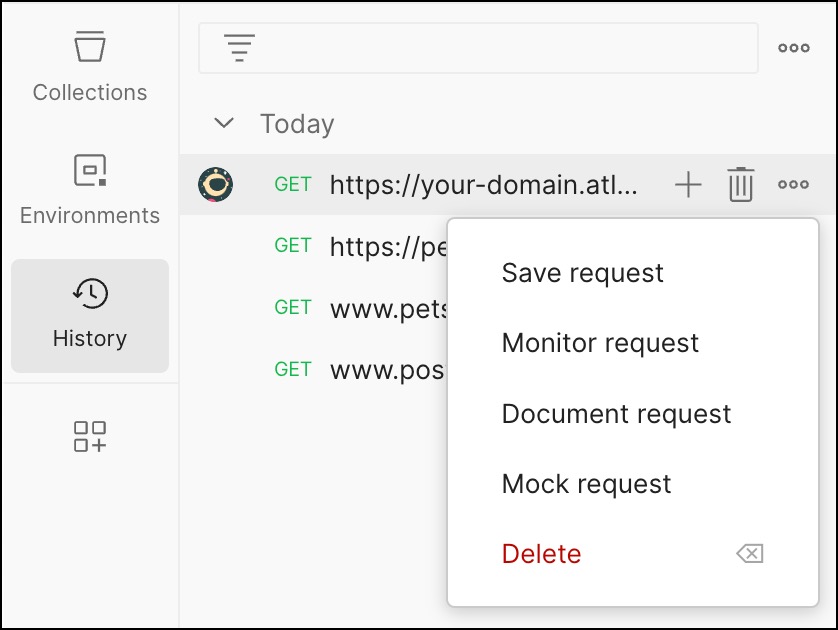 Collections
Environments
History
Today
GET https://your-domain.atl...
GET https://pe
GET www.pets
GET www.pos
Save request
Monitor request
Document request
Mock request
Delete